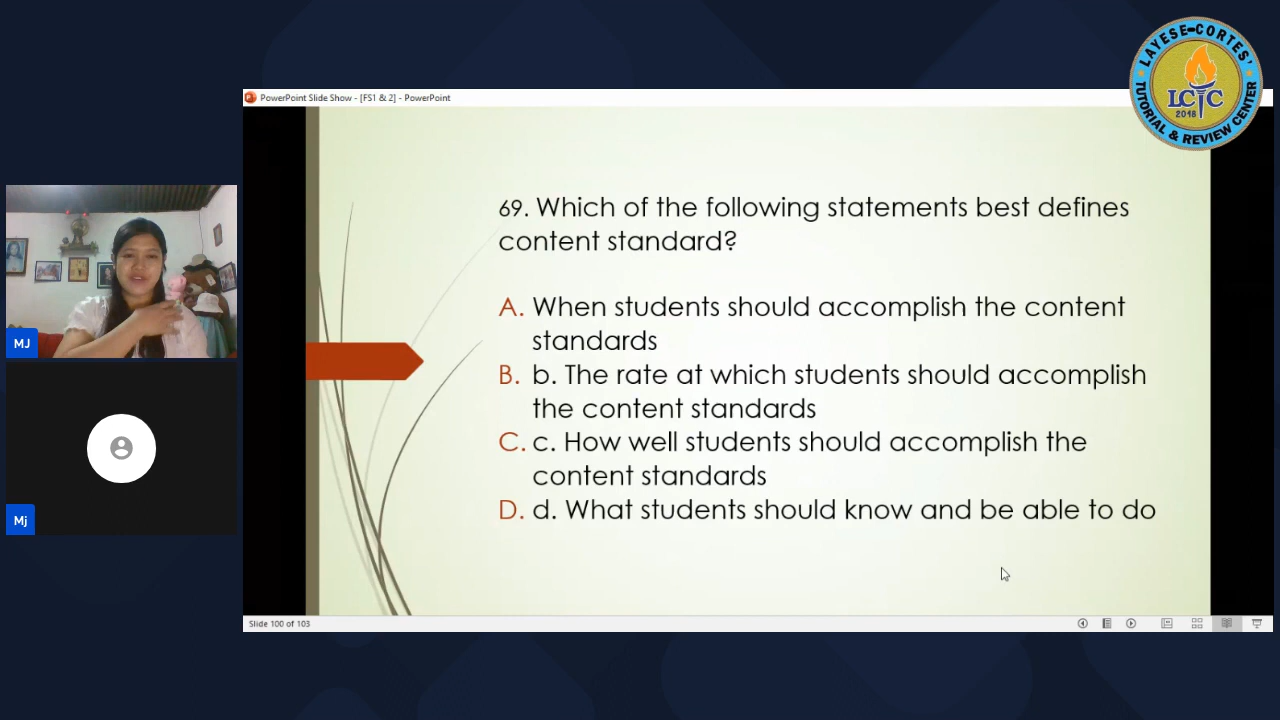 LAYESE-CORTES'
LCTC
2018
TUTORIAL & REVIEW CENTER
PowerPoint Slide Show - [FS1 & 2] - PowerPoint
69. Which of the following statements best defines
content standard?
A. When students should accomplish the content
standards
B. b. The rate at which students should accomplish
the content standards
C. c. How well students should accomplish the
content standards
D. d. What students should know and be able to do
MJ
Mj
Slide 100 of 103